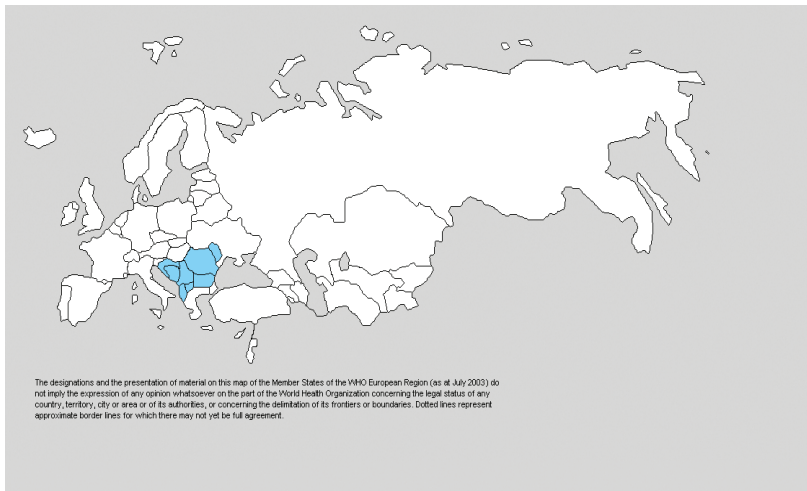 The designations and the presentation of material on this map of the Member States of the WHO European Region (as at July 2003) do
not imply the expression of any opinion whatsoever on the part of the World Health Organization concerning the legal status of any
country, territory, city or area or of its authorities, or concerning the delimitation of its frontiers or boundaries. Dotted lines represent
approximate border lines for which there may not yet be full agreement.